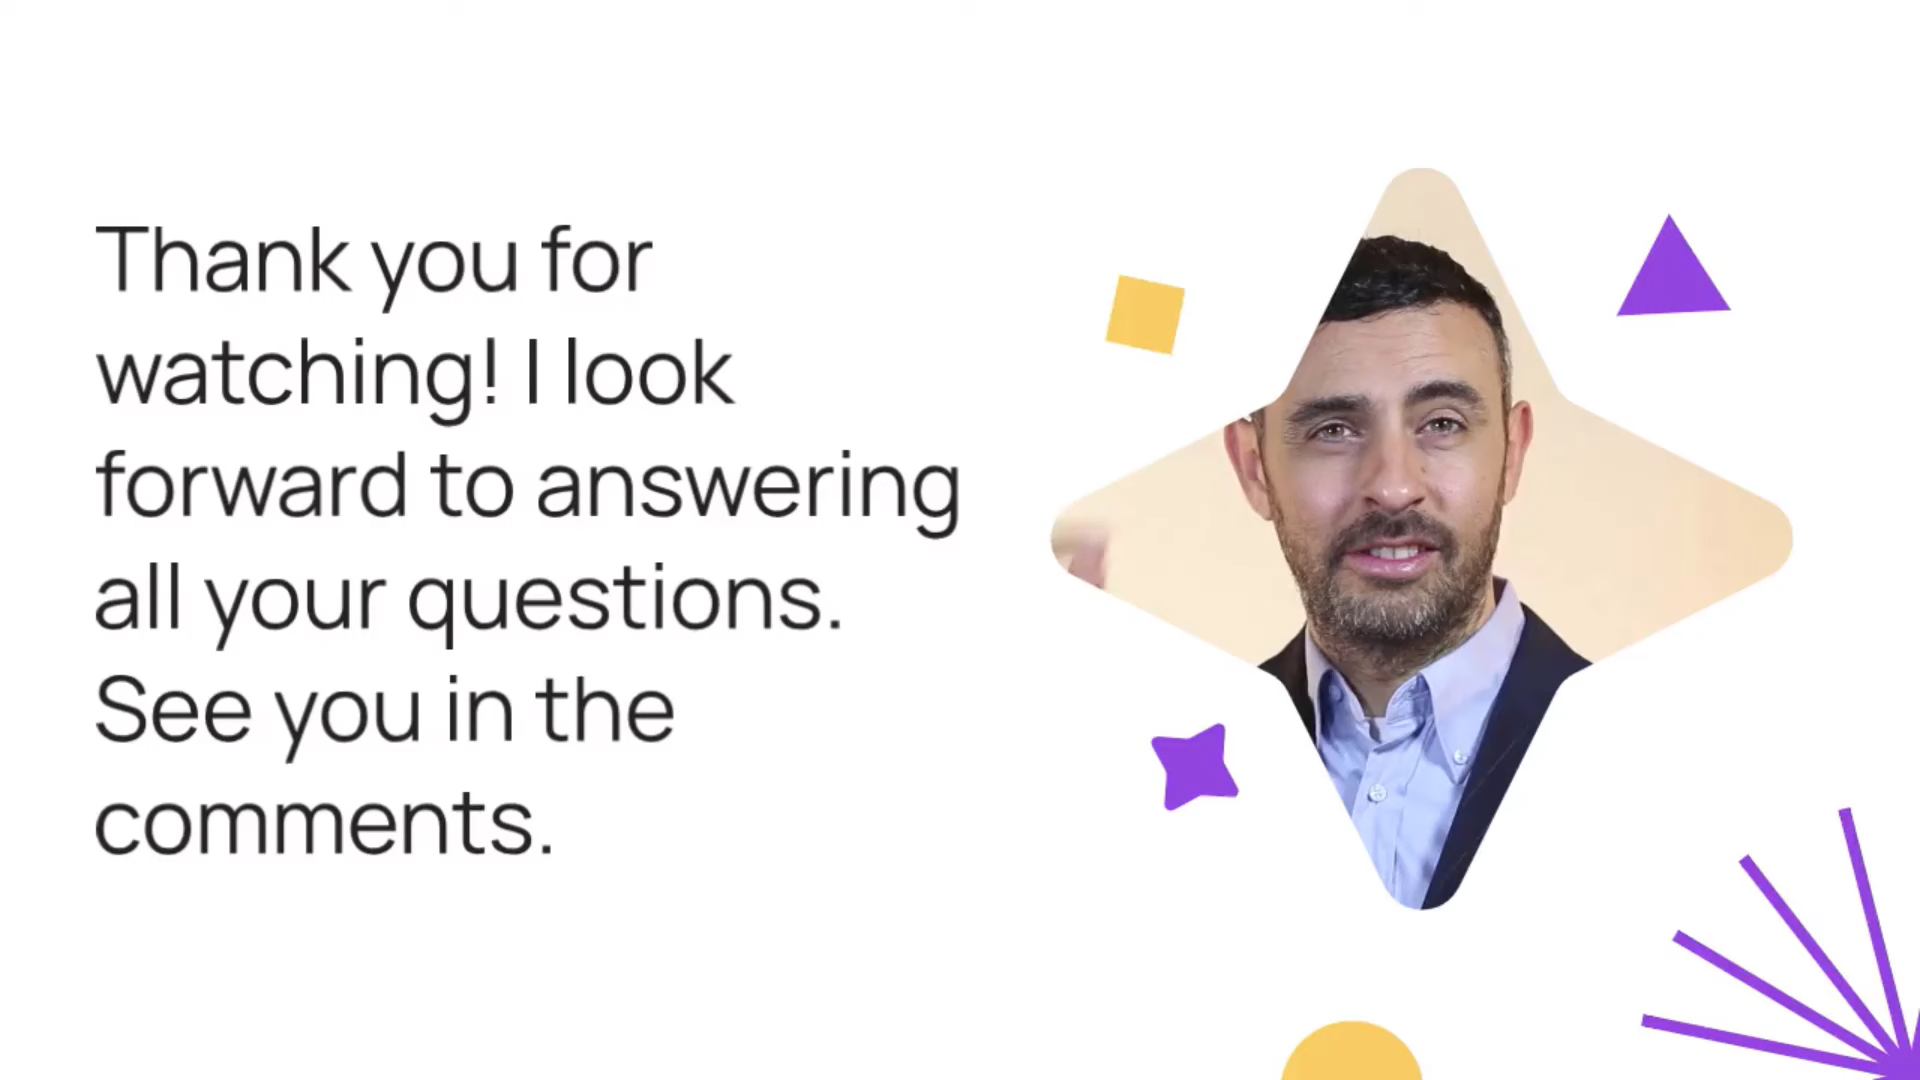 Thank you for
watching! I look
forward to answering
all your questions.
See you in the
comments.